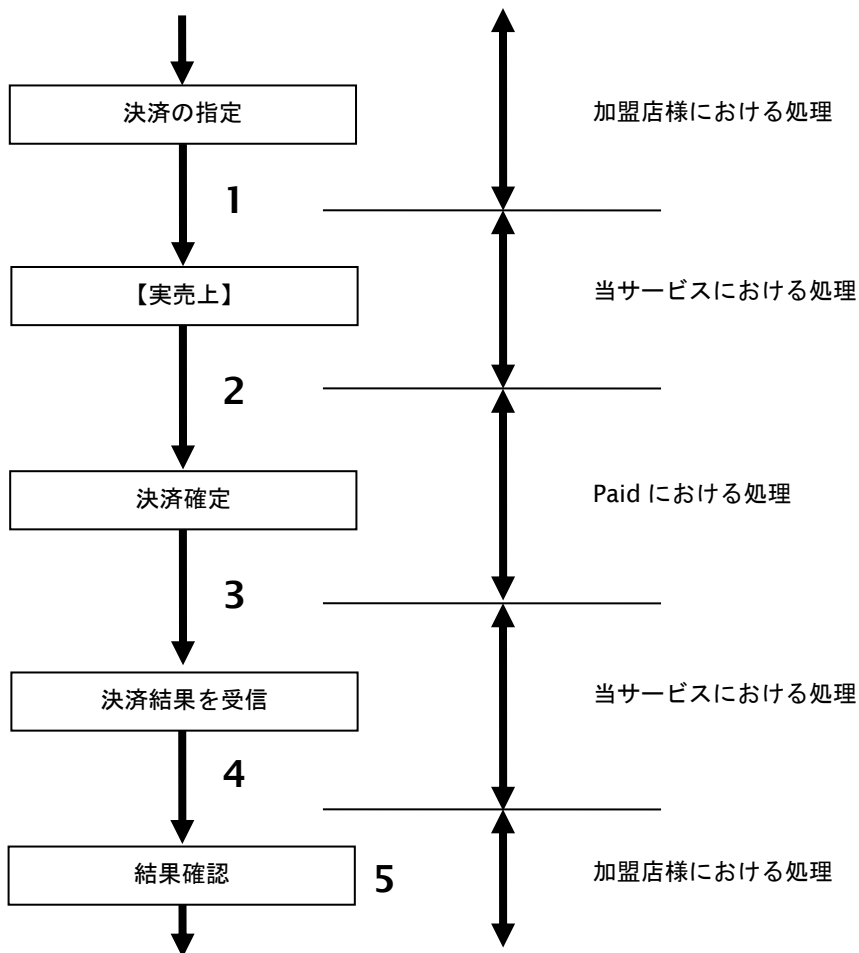 決済の指定
加盟店様における処理
1
【実売上】
当サービスにおける処理
2
決済確定
Paid における処理
3
決済結果を受信
当サービスにおける処理
4
結果確認
5
加盟店様における処理